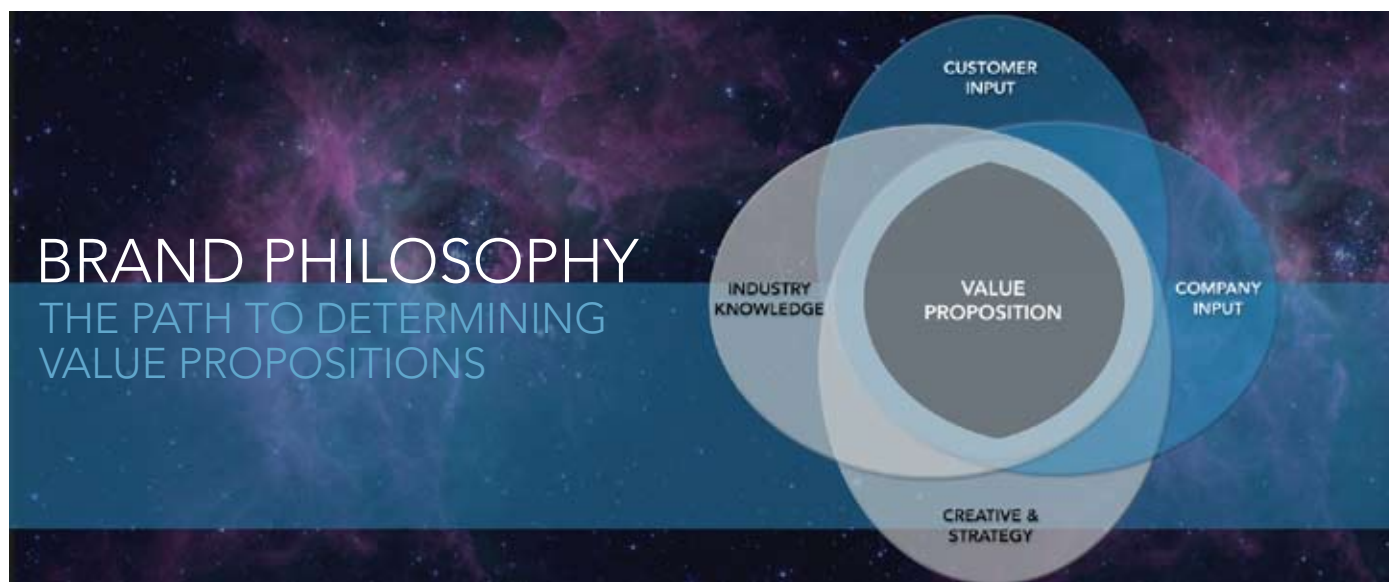 BRAND PHILOSOPHY
THE PATH TO DETERMINING
VALUE PROPOSITIONS
CUSTOMER
INPUT
INDUSTRY
KNOWLEDGE
VALUE
PROPOSITION
COMPANY
INPUT
CREATIVE &
STRATEGY